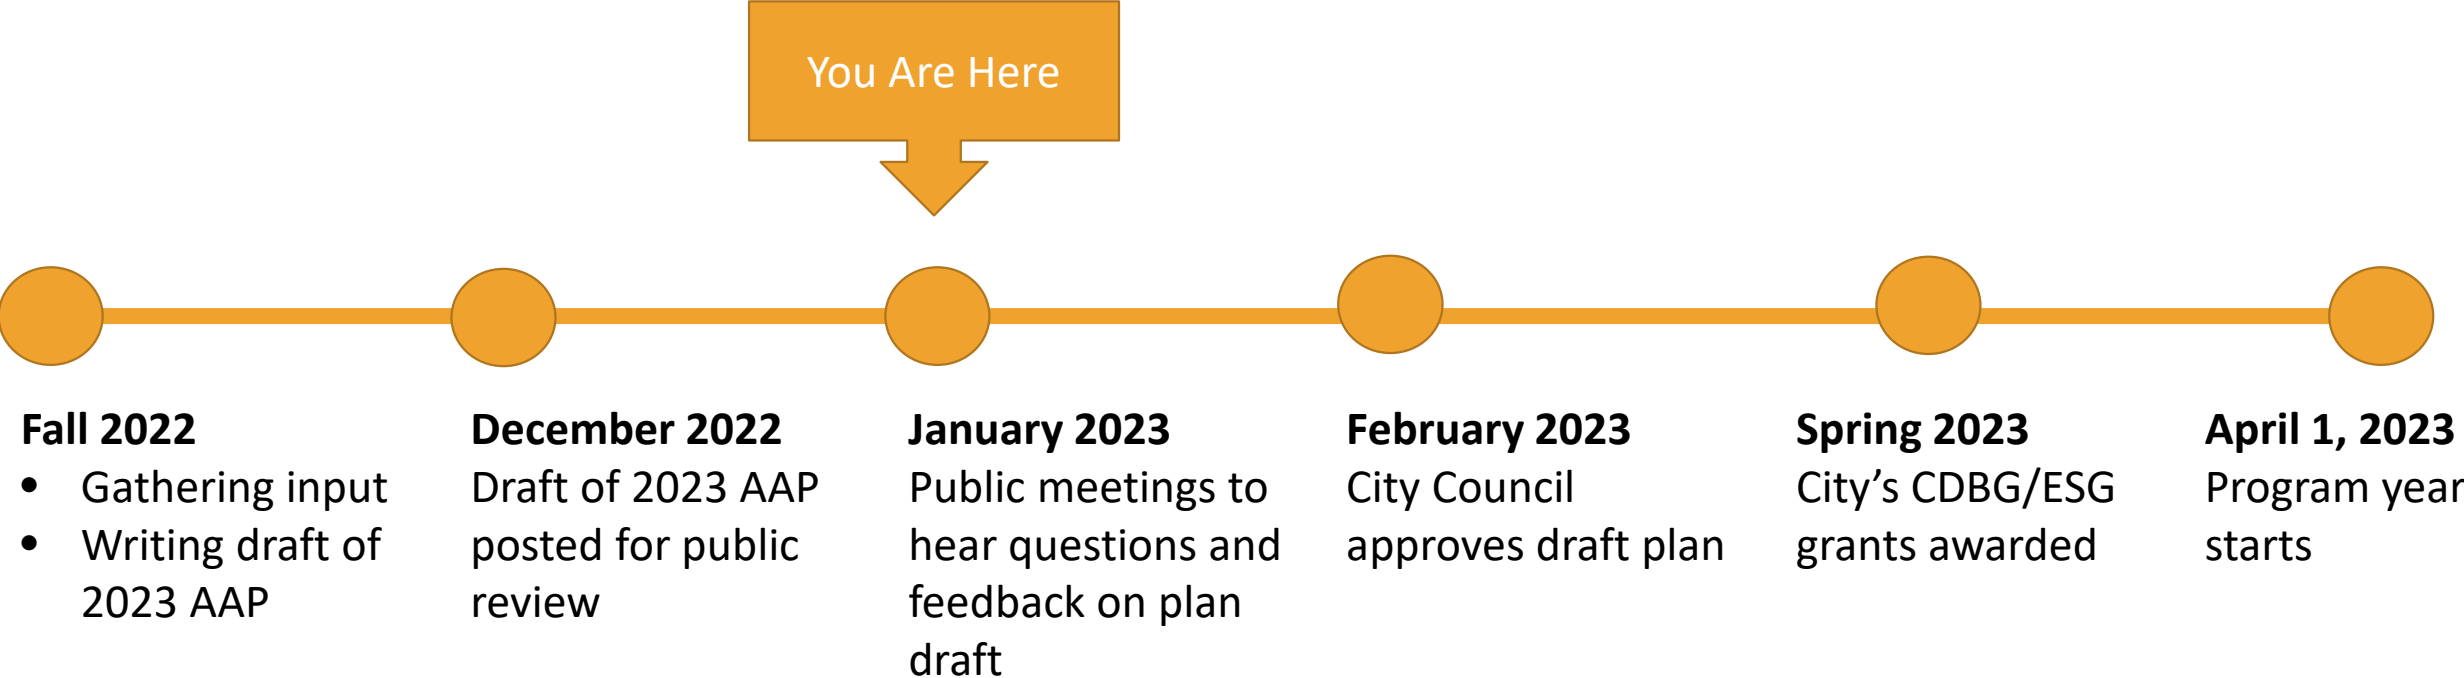 You Are Here
Fall 2022
• Gathering input
• Writing draft of
2023 AAP
December 2022
Draft of 2023 AAP
posted for public
review
January 2023
Public meetings to
hear questions and
feedback on plan
draft
February 2023
City Council
approves draft plan
Spring 2023
City’s CDBG/ESG
grants awarded
April 1, 2023
Program year
starts